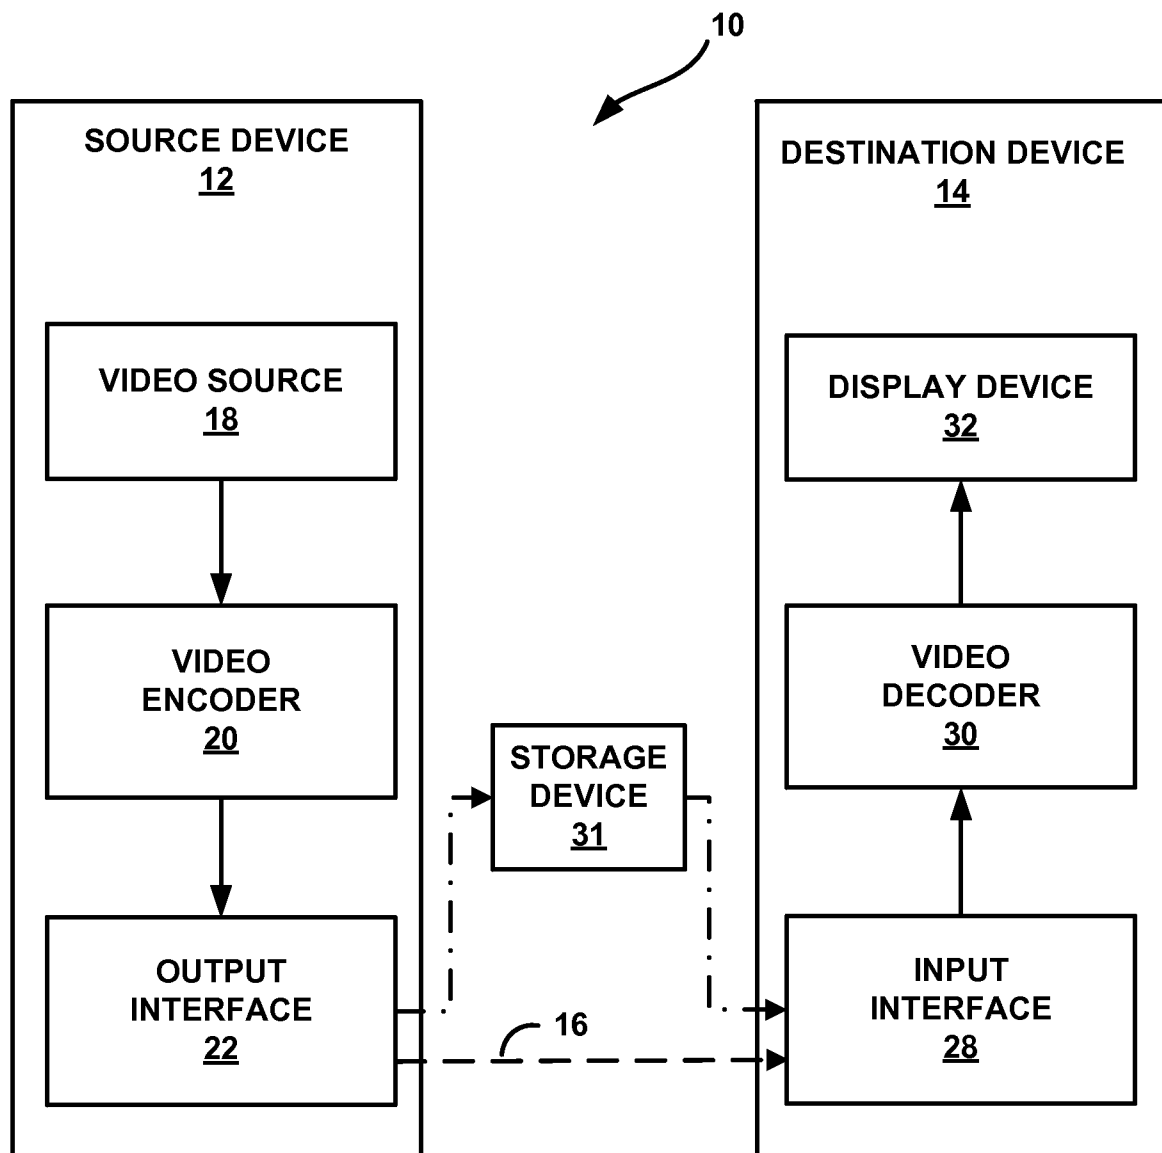 10
SOURCE DEVICE
12
VIDEO SOURCE
18
VIDEO
ENCODER
20
OUTPUT
INTERFACE
22
STORAGE
DEVICE
31
16
DESTINATION DEVICE
14
DISPLAY DEVICE
32
VIDEO
DECODER
30
INPUT
INTERFACE
28